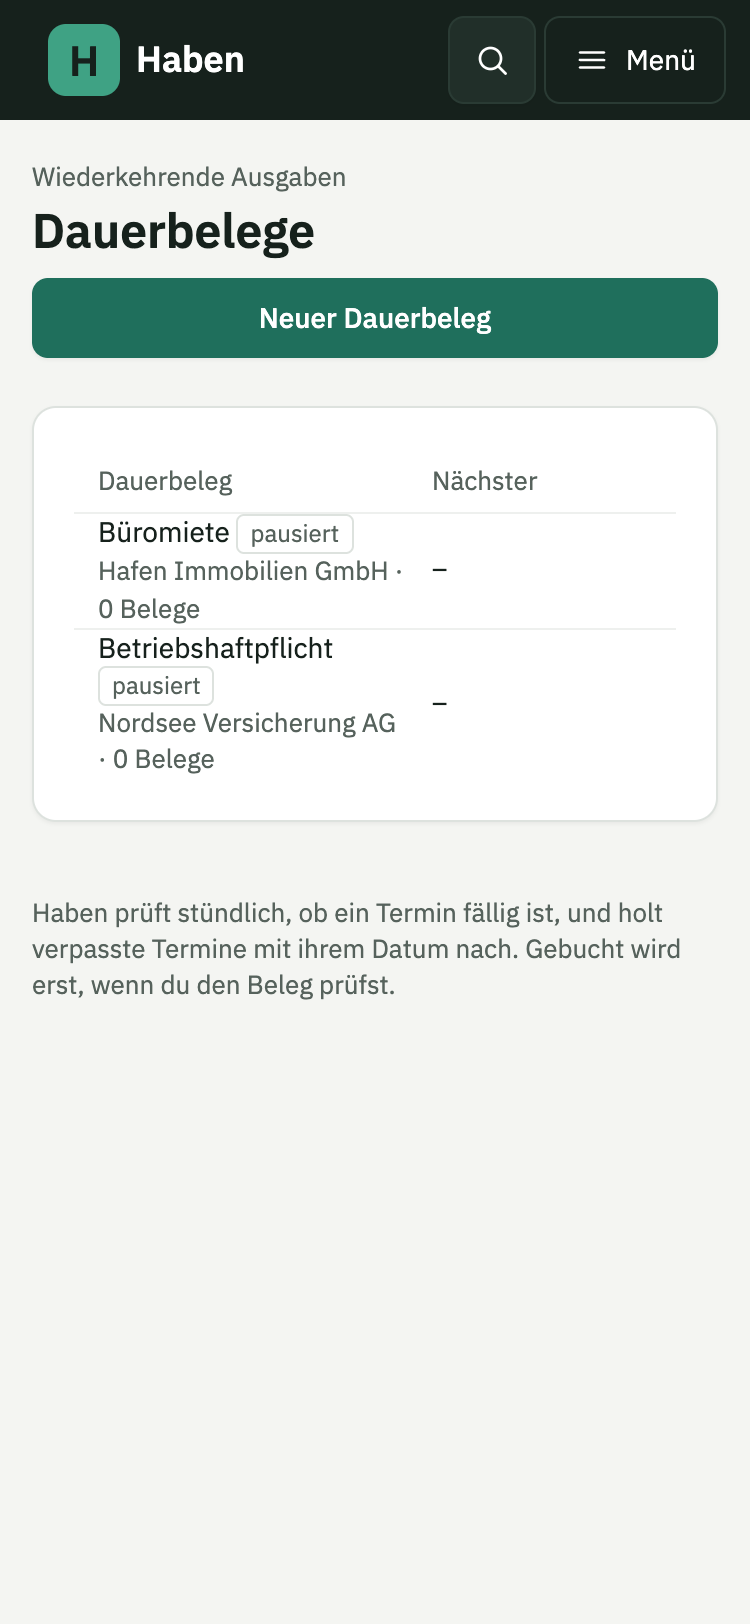 H Haben
Menü
Wiederkehrende Ausgaben
Dauerbelege
Neuer Dauerbeleg
Dauerbeleg Nächster
Büromiete pausiert
Hafen Immobilien GmbH ·
0 Belege
–
Betriebshaftpflicht
pausiert
Nordsee Versicherung AG
· 0 Belege
–
Haben prüft stündlich, ob ein Termin fällig ist, und holt
verpasste Termine mit ihrem Datum nach. Gebucht wird
erst, wenn du den Beleg prüfst.